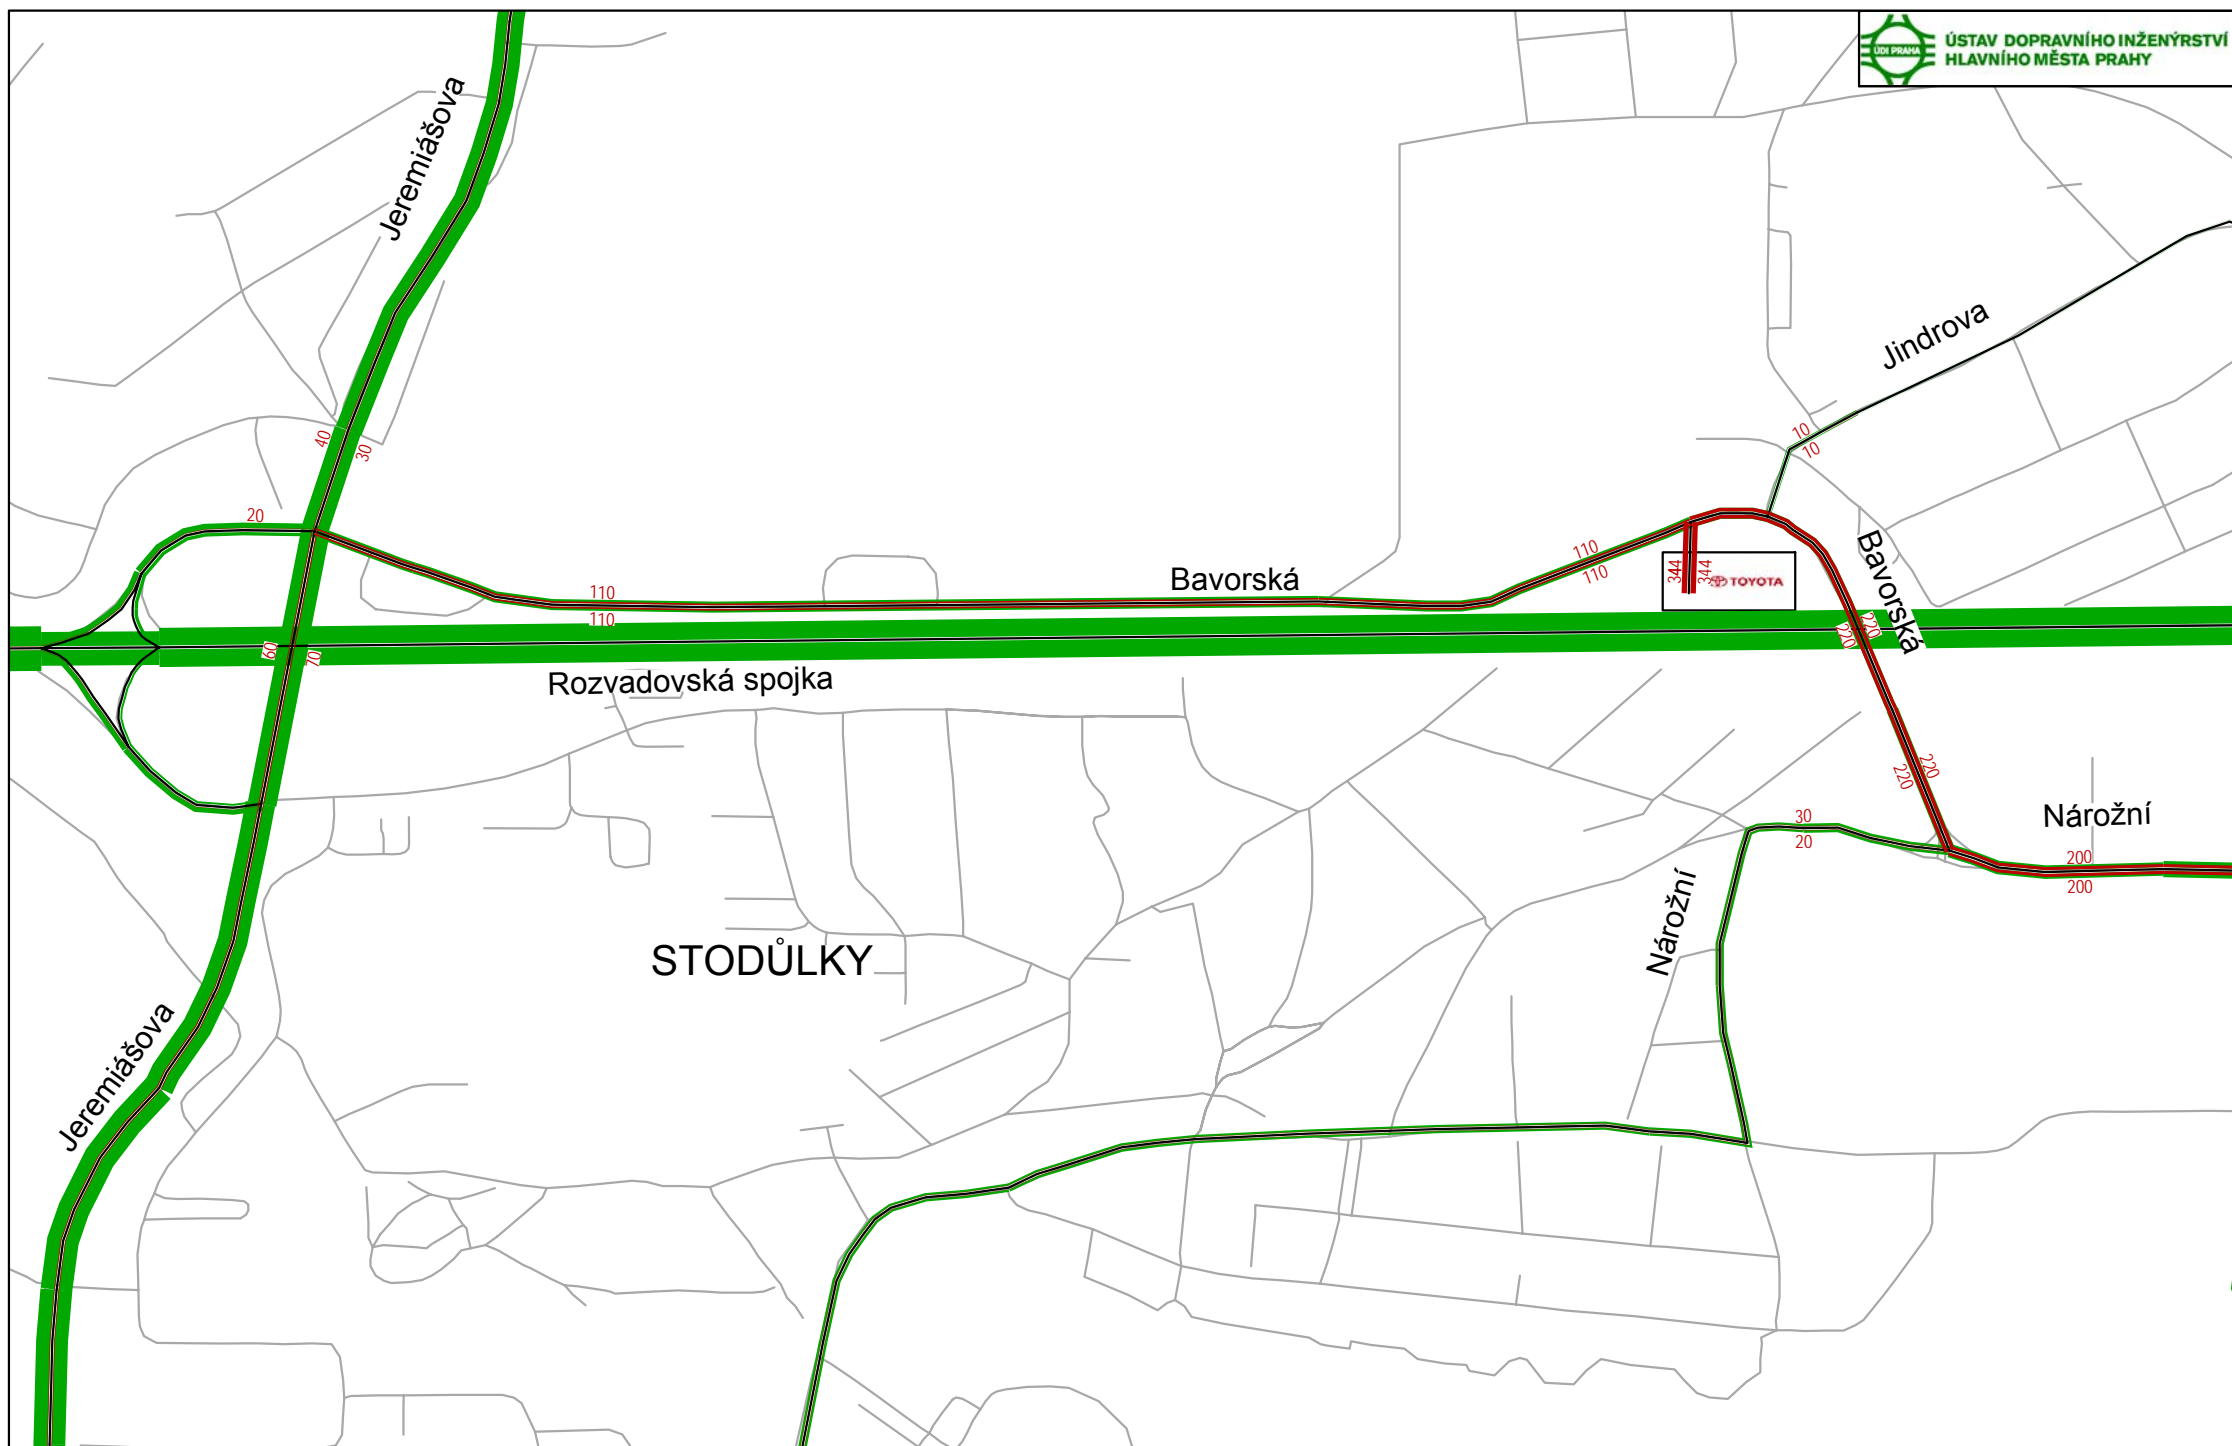 ÚDI PRAHA
ÚSTAV DOPRAVNÍHO INŽENÝRSTVÍ
HLAVNÍHO MĚSTA PRAHY
Jeremiášova
Jindrova
40
30
10
10
20
Bavorská
110
110
110
110
344
344
TOYOTA
Bavorská
220
220
60
70
Rozvadovská spojka
220
220
Nárožní
30
20
200
200
Nárožní
STODŮLKY
Jeremiášova